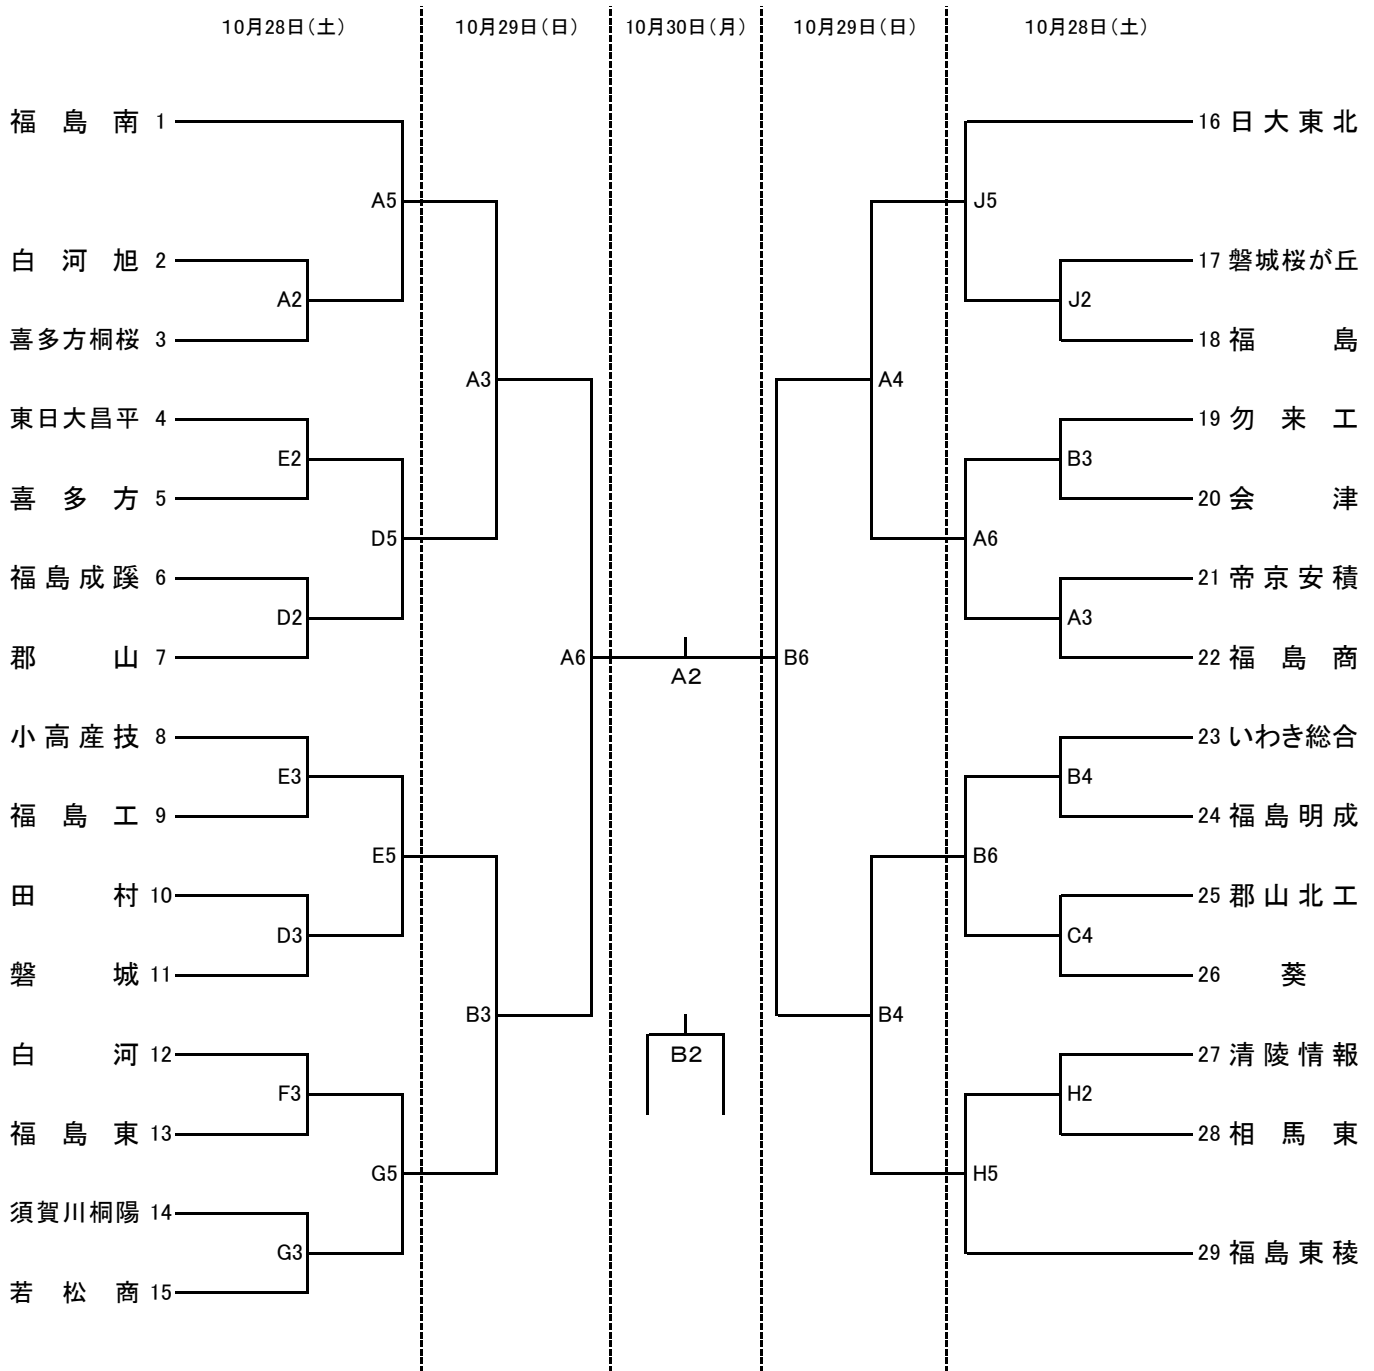 10月28日(土) 10月29日(日) 10月30日(月) 10月29日(日) 10月28日(土)
福島南 1 16 日大東北
A5 J5
白河旭 2 17 磐城桜が丘
A2 J2
喜多方桐桜 3 18 福島
A3 A4
東日大昌平 4 19 勿来工
E2 B3
喜多方 5 20 会津
D5 A6
福島成蹊 6 21 帝京安積
D2 A3
郡山 7 A6 B6 22 福島商
A2
小高産技 8 23 いわき総合
E3 B4
福島工 9 24 福島明成
E5 B6
田村 10 25 郡山北工
D3 C4
磐城 11 26 葵
B3 B4
白河 12 B2 27 清陵情報
F3 H2
福島東 13 28 相馬東
G5 H5
須賀川桐陽 14
G3 29 福島東稜
若松商 15